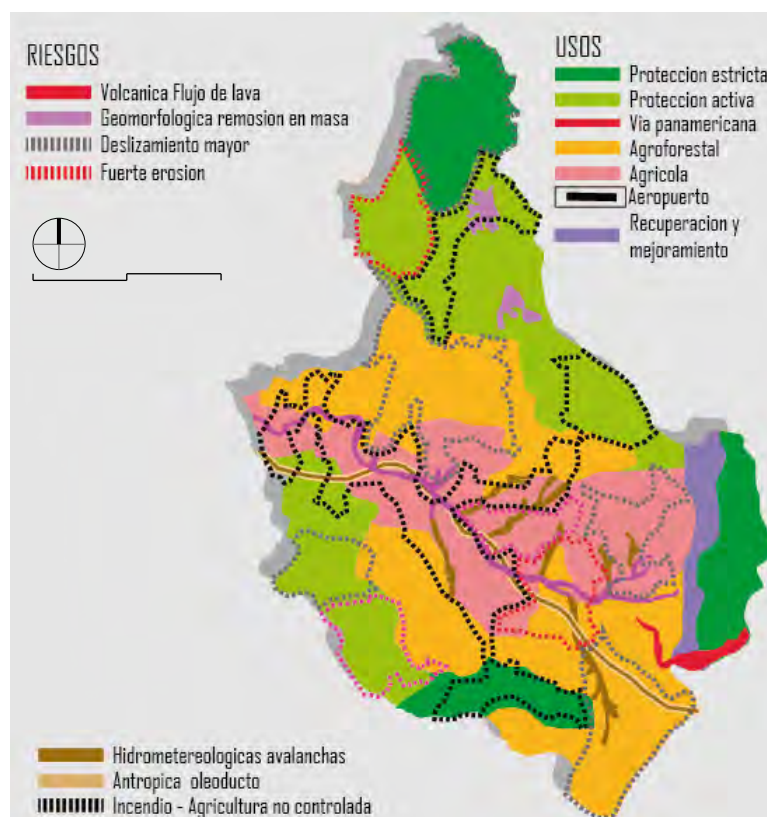 RIESGOS
Volcanica Flujo de lava
Geomorfologica remosion en masa
Deslizamiento mayor
Fuerte erosion
USOS
Proteccion estricta
Proteccion activa
Via panamericana
Agroforestal
Agricola
Aeropuerto
Recuperacion y
mejoramiento
Hidrometereologicas avalanchas
Antropica oleoducto
Incendio - Agricultura no controlada